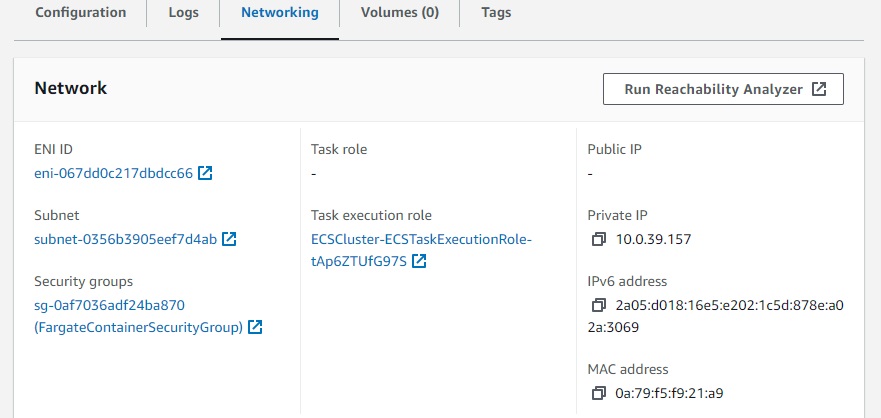 Configuration
Logs
Networking
Volumes (0)
Tags
Network
Run Reachability Analyzer
ENI ID
eni-067dd0c217dbdcc66
Subnet
subnet-0356b3905eef7d4ab
Security groups
sg-0af7036adf24ba870
(FargateContainerSecurityGroup)
Task role
-
Task execution role
ECSCluster-ECSTaskExecutionRole-
tAp6ZTUfG97S
Public IP
-
Private IP
10.0.39.157
IPv6 address
2a05:d018:16e5:e202:1c5d:878e:a0
2a:3069
MAC address
0a:79:f5:f9:21:a9